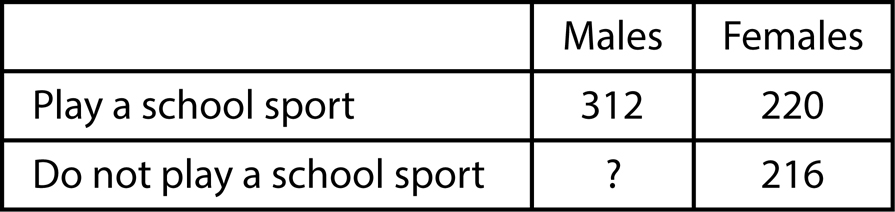 Males Females
Play a school sport 312 220
Do not play a school sport ? 216